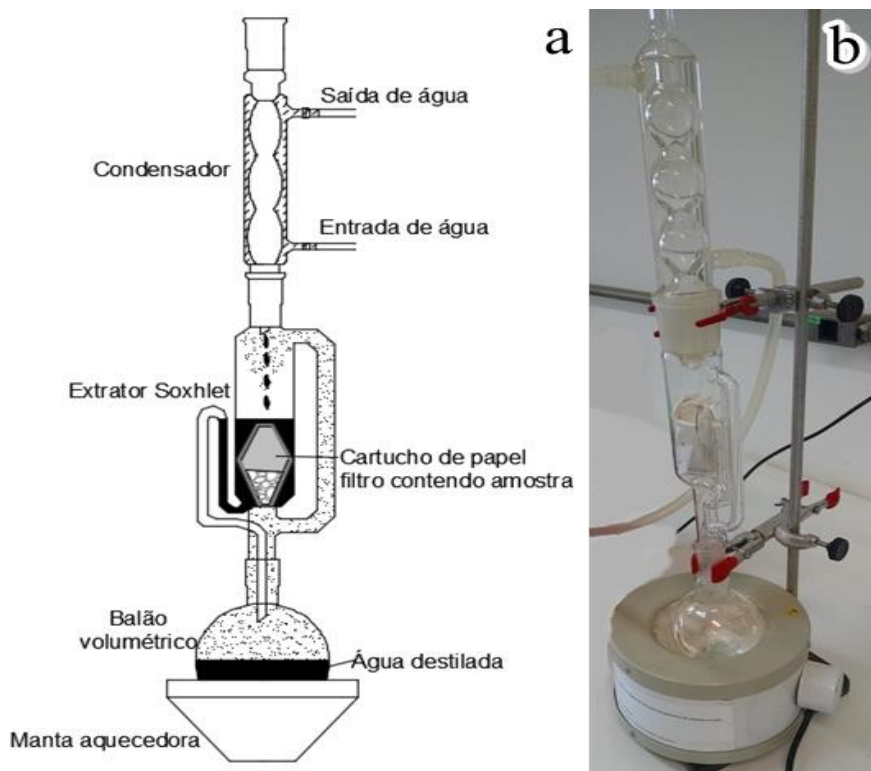 a
b
Saída de água
Condensador
Entrada de água
Extrator Soxhlet
Cartucho de papel
filtro contendo amostra
Balão
volumétrico
Água destilada
Manta aquecedora